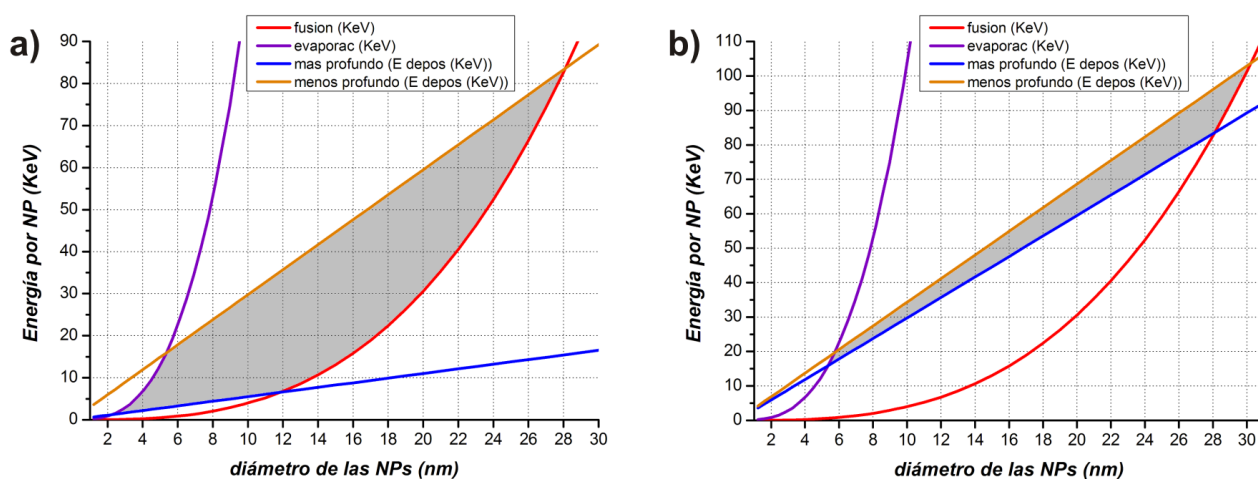 a)
fusion (KeV)
evaporac (KeV)
mas profundo (E depos (KeV))
menos profundo (E depos (KeV))
Energía por NP (KeV)
90
80
70
60
50
40
30
20
10
0
2 4 6 8 10 12 14 16 18 20 22 24 26 28 30
diámetro de las NPs (nm)
b)
fusion (KeV)
evaporac (KeV)
mas profundo (E depos (KeV))
menos profundo (E depos (KeV))
Energía por NP (KeV)
110
100
90
80
70
60
50
40
30
20
10
0
2 4 6 8 10 12 14 16 18 20 22 24 26 28 30
diámetro de las NPs (nm)